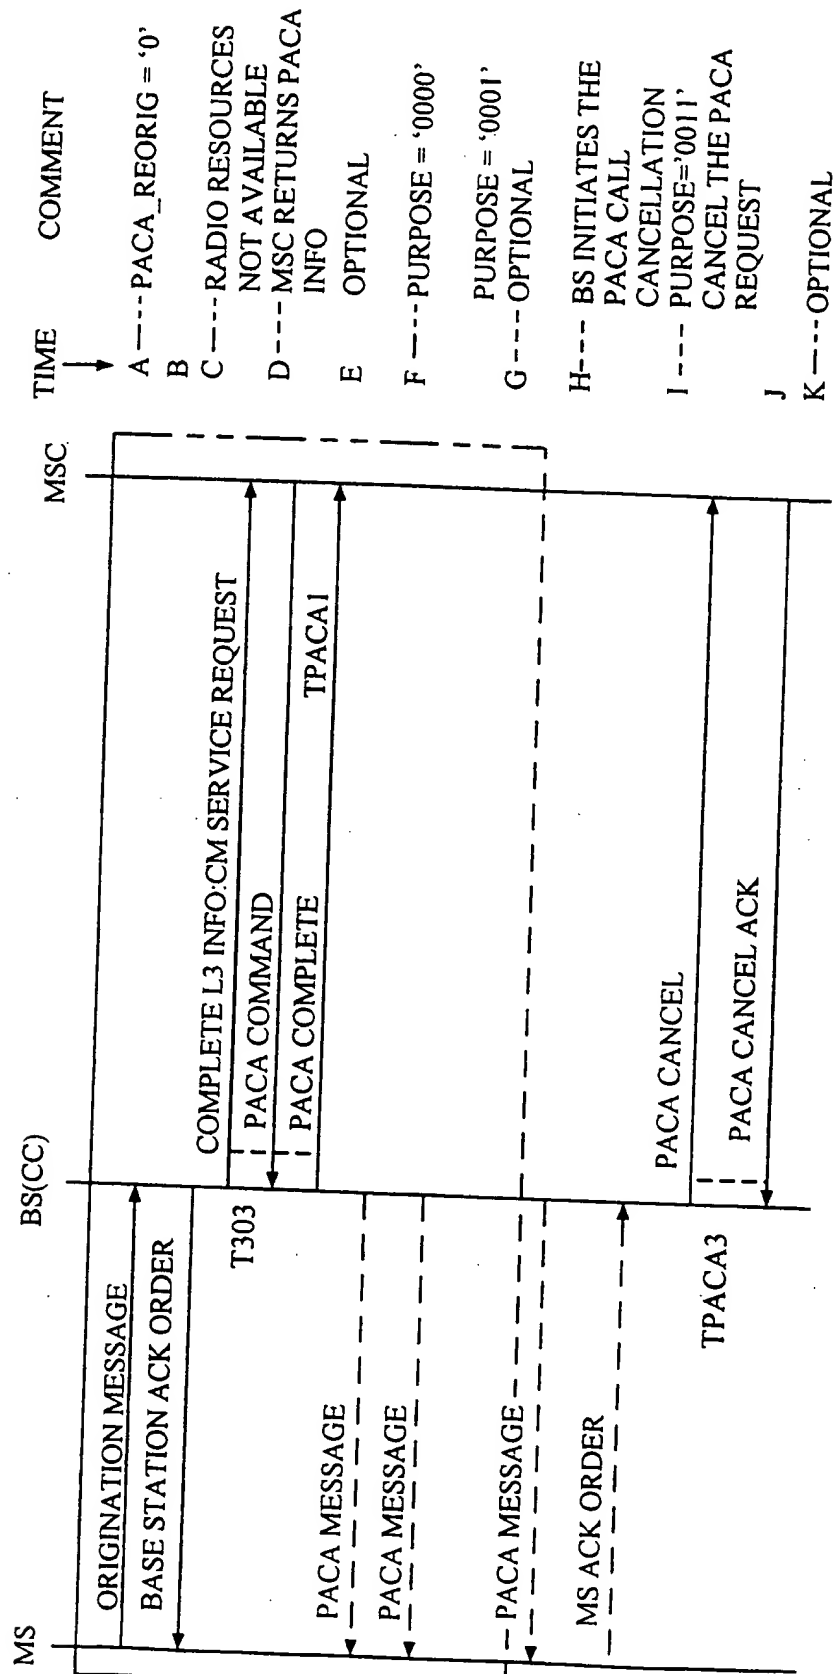 MS
BS(CC)
MSC
TIME
COMMENT
ORIGINATION MESSAGE
A ---- PACA_REORIG = ‘0’
BASE STATION ACK ORDER
B
COMPLETE L3 INFO:CM SERVICE REQUEST
C ---- RADIO RESOURCES
NOT AVAILABLE
T303
PACA COMMAND
D ---- MSC RETURNS PACA
INFO
PACA COMPLETE
TPACA1
E OPTIONAL
PACA MESSAGE
F ---- PURPOSE = ‘0000’
PACA MESSAGE
PURPOSE = ‘0001’
G ---- OPTIONAL
PACA MESSAGE
H--- BS INITIATES THE
PACA CALL
CANCELLATION
MS ACK ORDER
I ---- PURPOSE=‘0011’
CANCEL THE PACA
REQUEST
PACA CANCEL
TPACA3
J
PACA CANCEL ACK
K ---- OPTIONAL